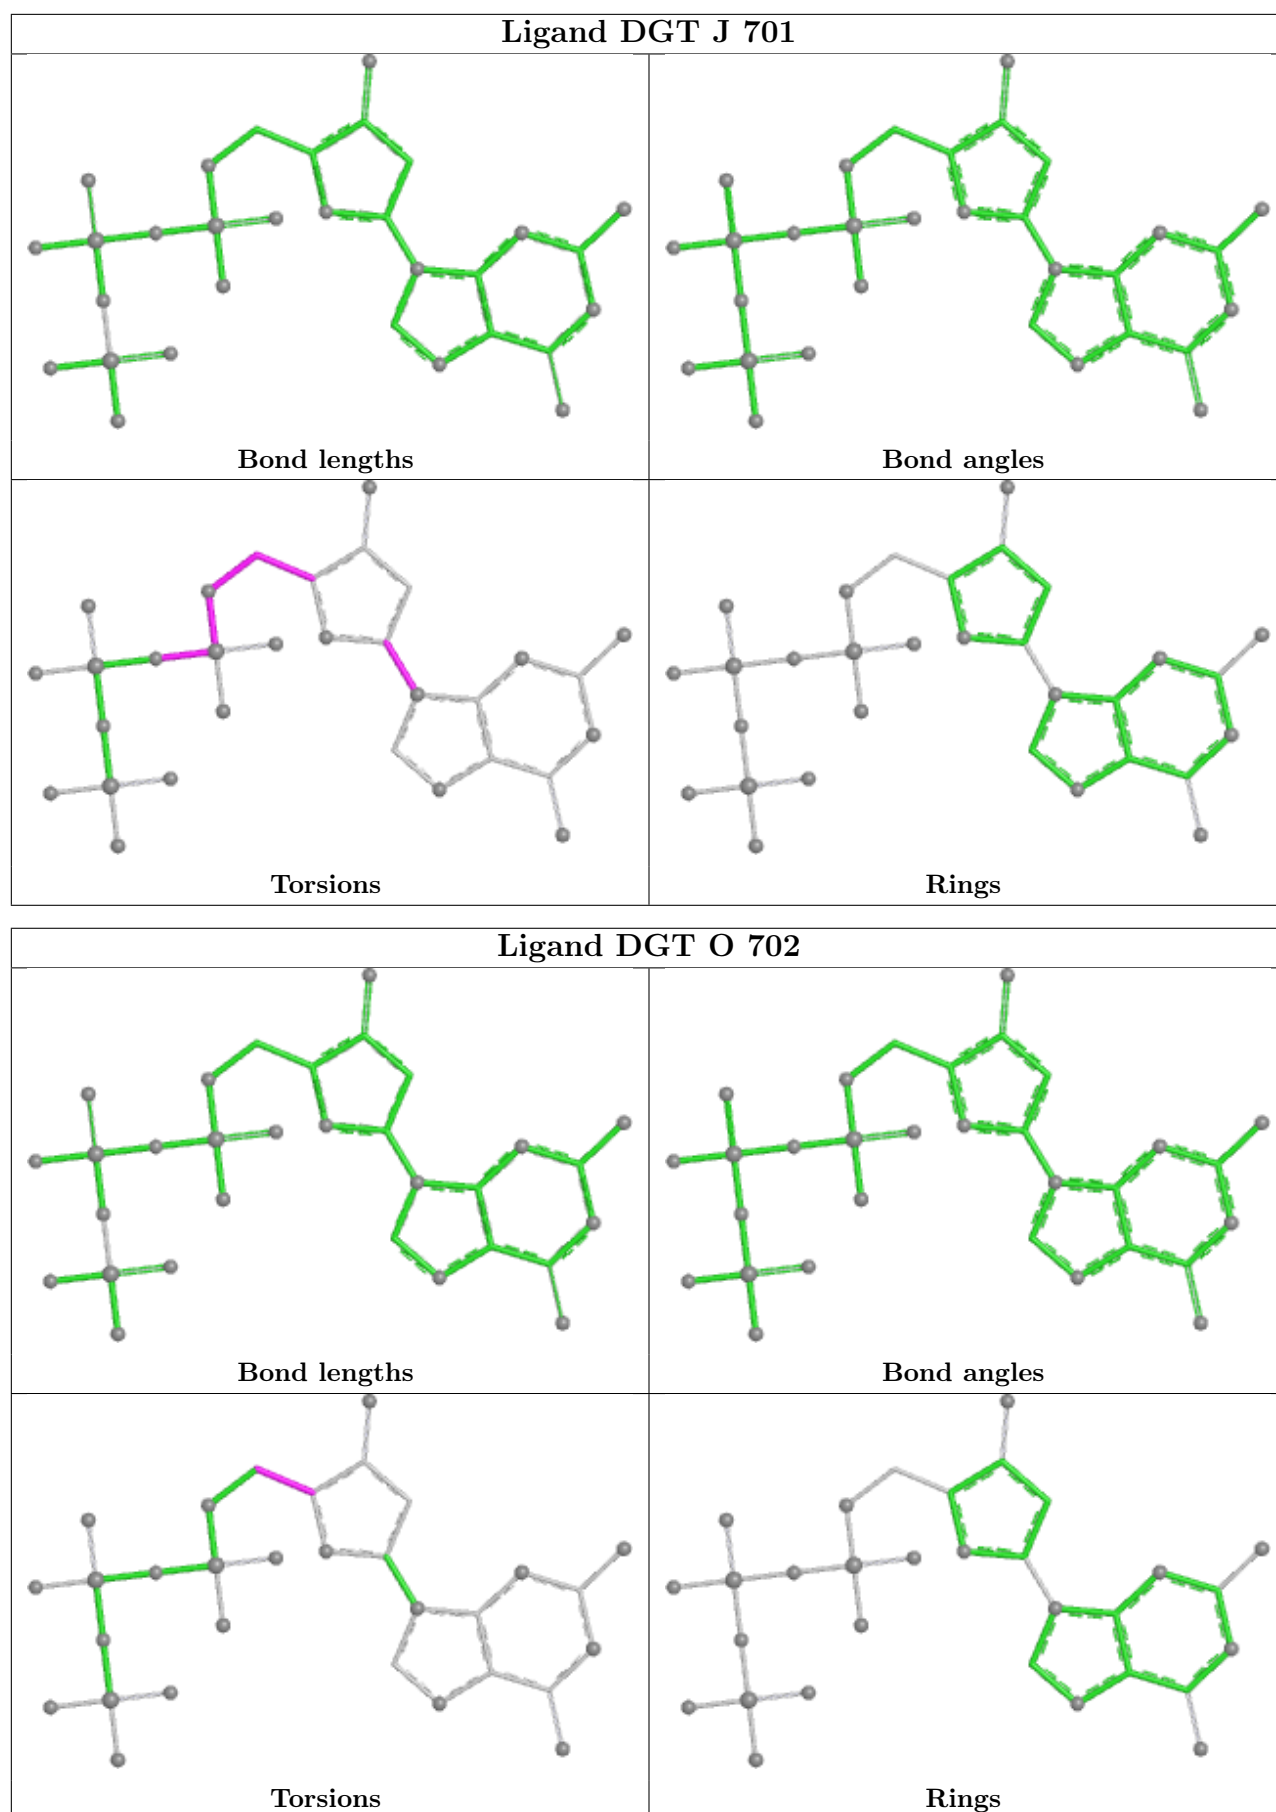 Ligand DGT J 701
Bond lengths
Bond angles
Torsions
Rings
Ligand DGT O 702
Bond lengths
Bond angles
Torsions
Rings